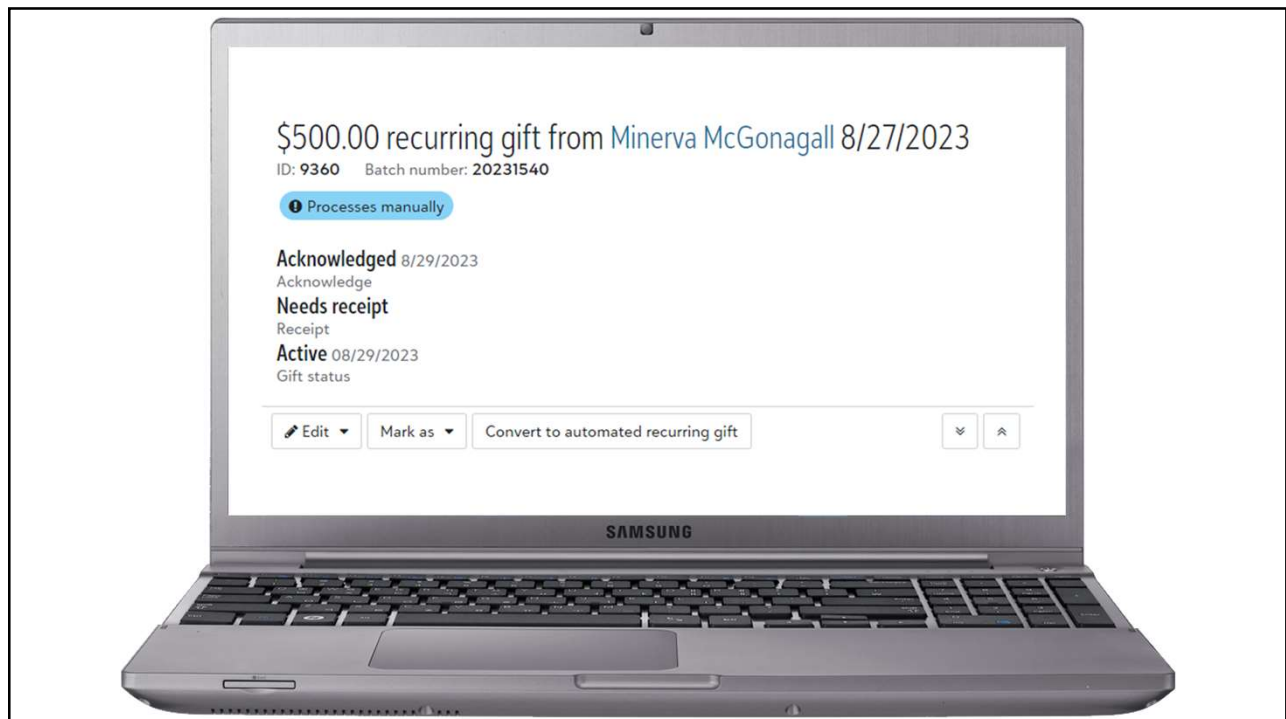 $500.00 recurring gift from Minerva McGonagall 8/27/2023
ID: 9360 Batch number: 20231540
Processes manually
Acknowledged 8/29/2023
Acknowledge
Needs receipt
Receipt
Active 08/29/2023
Gift status
Edit Mark as Convert to automated recurring gift
SAMSUNG